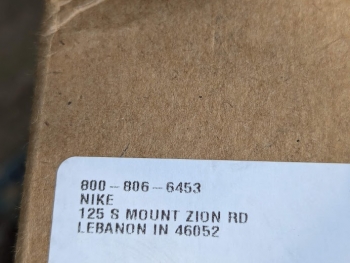 800-806-6453
NIKE
125 S MOUNT ZION RD
LEBANON IN 46052